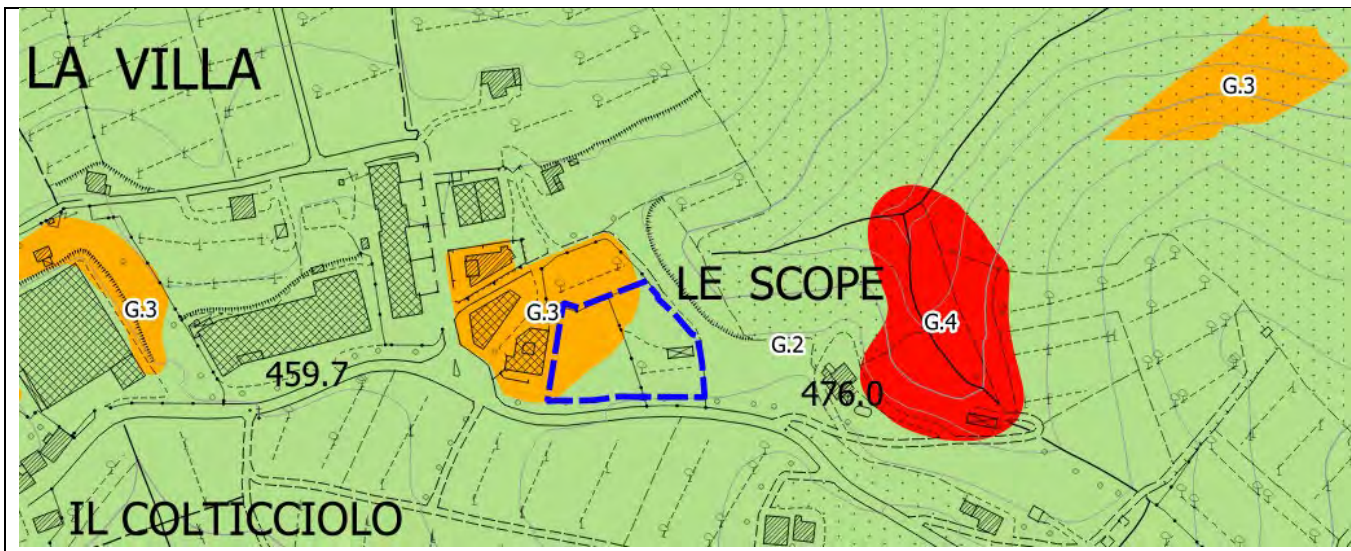 LA VILLA
G.3
G.3
G.3
LE SCOPE
G.4
G.2
459.7
476.0
IL COLTICCIOLO